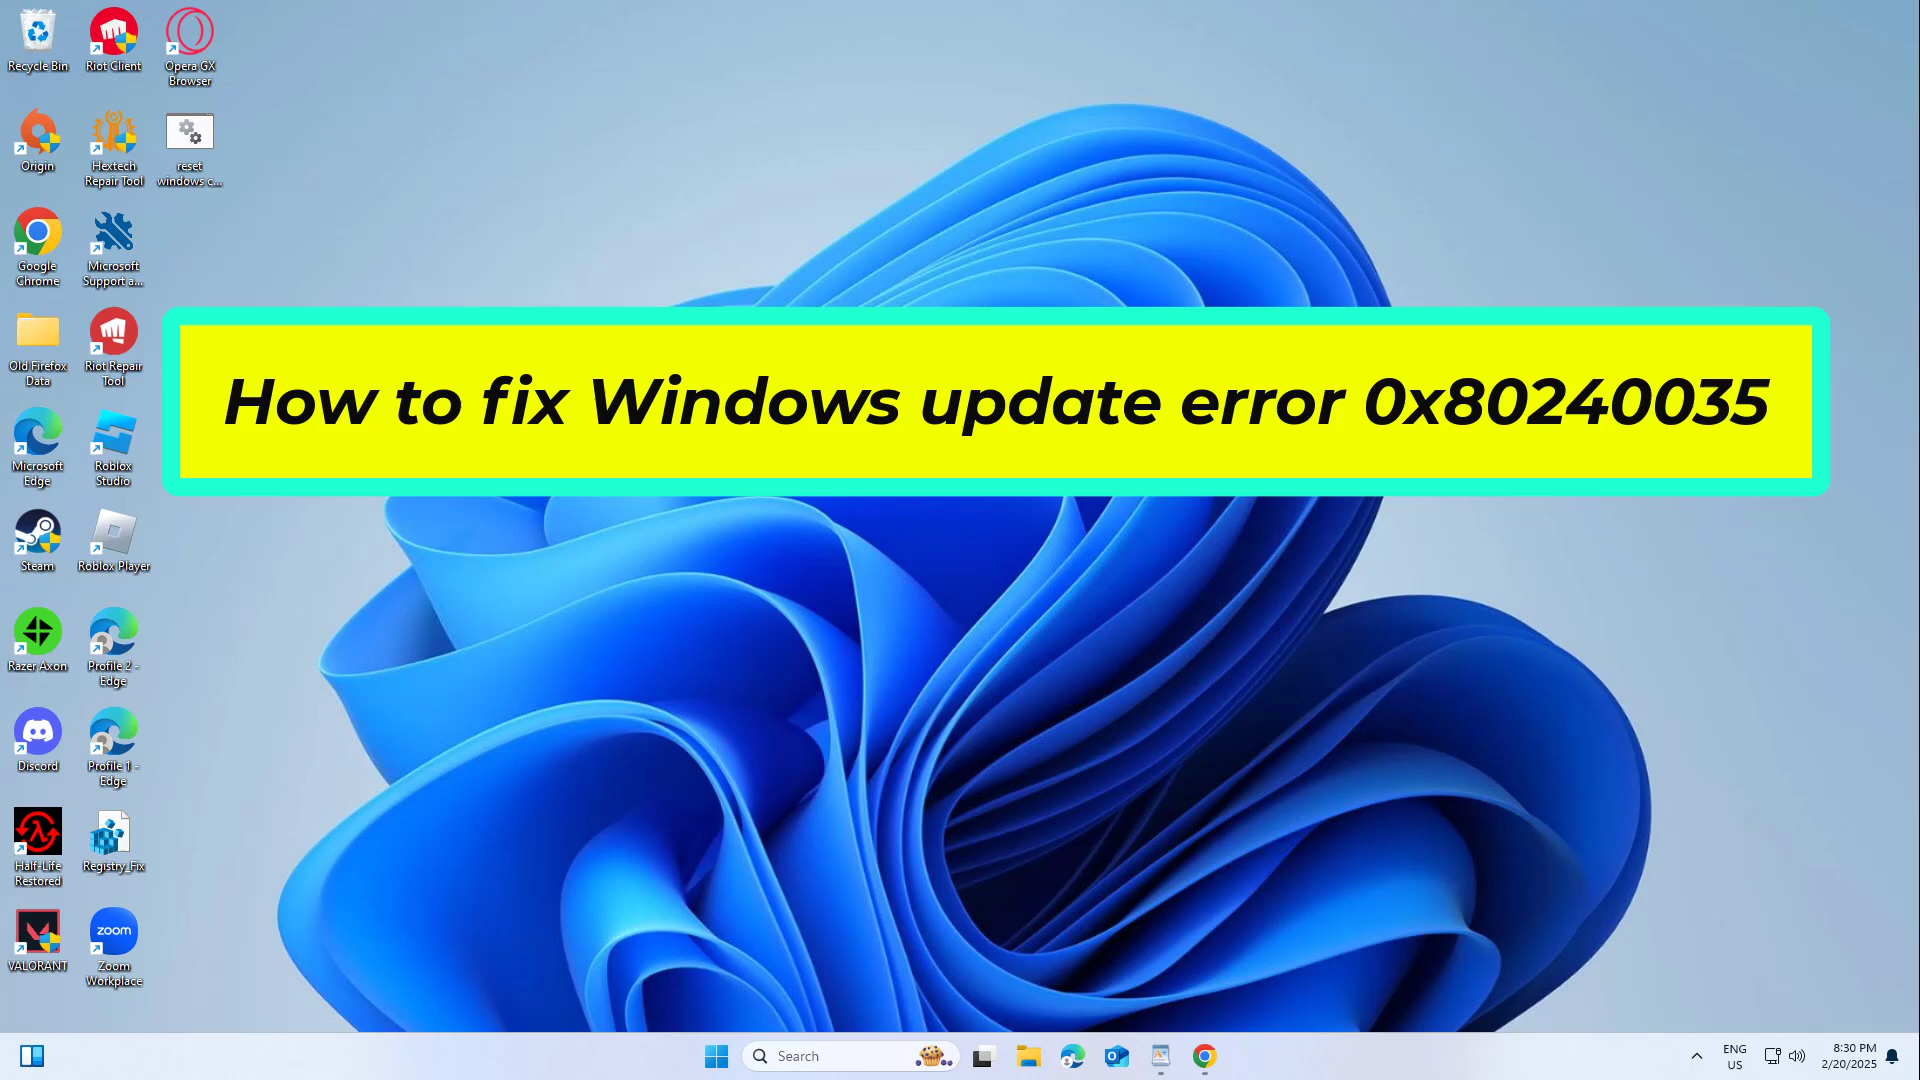 Recycle Bin
Riot Client
Opera GX
Browser
Origin
Hextech
Repair Tool
reset
windows c...
Google
Chrome
Microsoft
Support a...
Old Firefox
Data
Riot Repair
Tool
How to fix Windows update error 0x80240035
Microsoft
Edge
Roblox
Studio
Steam
Roblox Player
Razer Axon
Profile 2 -
Edge
Discord
Profile 1 -
Edge
Half-Life
Restored
Registry_Fix
VALORANT
zoom
Zoom
Workplace
Search
ENG
US
8:30 PM
2/20/2025